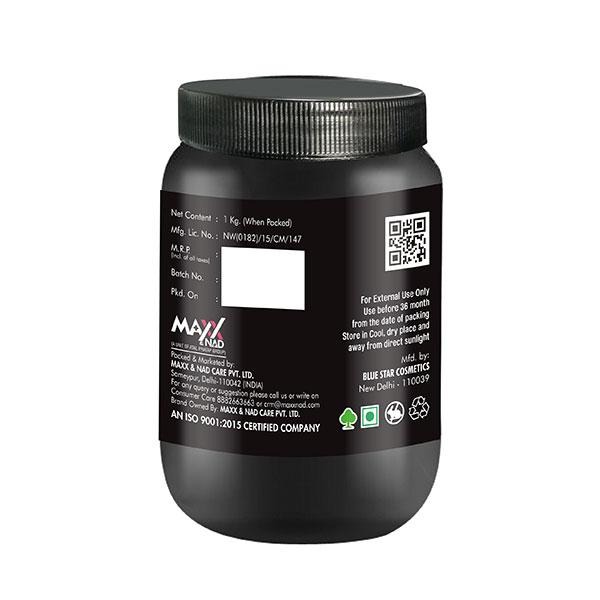 Net Content : 1 Kg. (When Packed)
Mfg. Lic. No. : NW(0182)/15/CM/147
M.R.P. :
(incl. of all taxes)
Batch No. :
Pkd. On :
MAXX
& NAD
Packed & Marketed by:
MAXX & NAD CARE PVT. LTD.
Sameypur, Delhi-110042 (INDIA)
For any query or suggestion please call us or write on
Consumer Care 8882663663 or crm@maxxnad.com
Brand Owned By: MAXX & NAD CARE PVT. LTD.
AN ISO 9001:2015 CERTIFIED COMPANY
For External Use Only
Use before 36 month
from the date of packing
Store in Cool, dry place and
away from direct sunlight
Mfd. by:
BLUE STAR COSMETICS
New Delhi - 110039